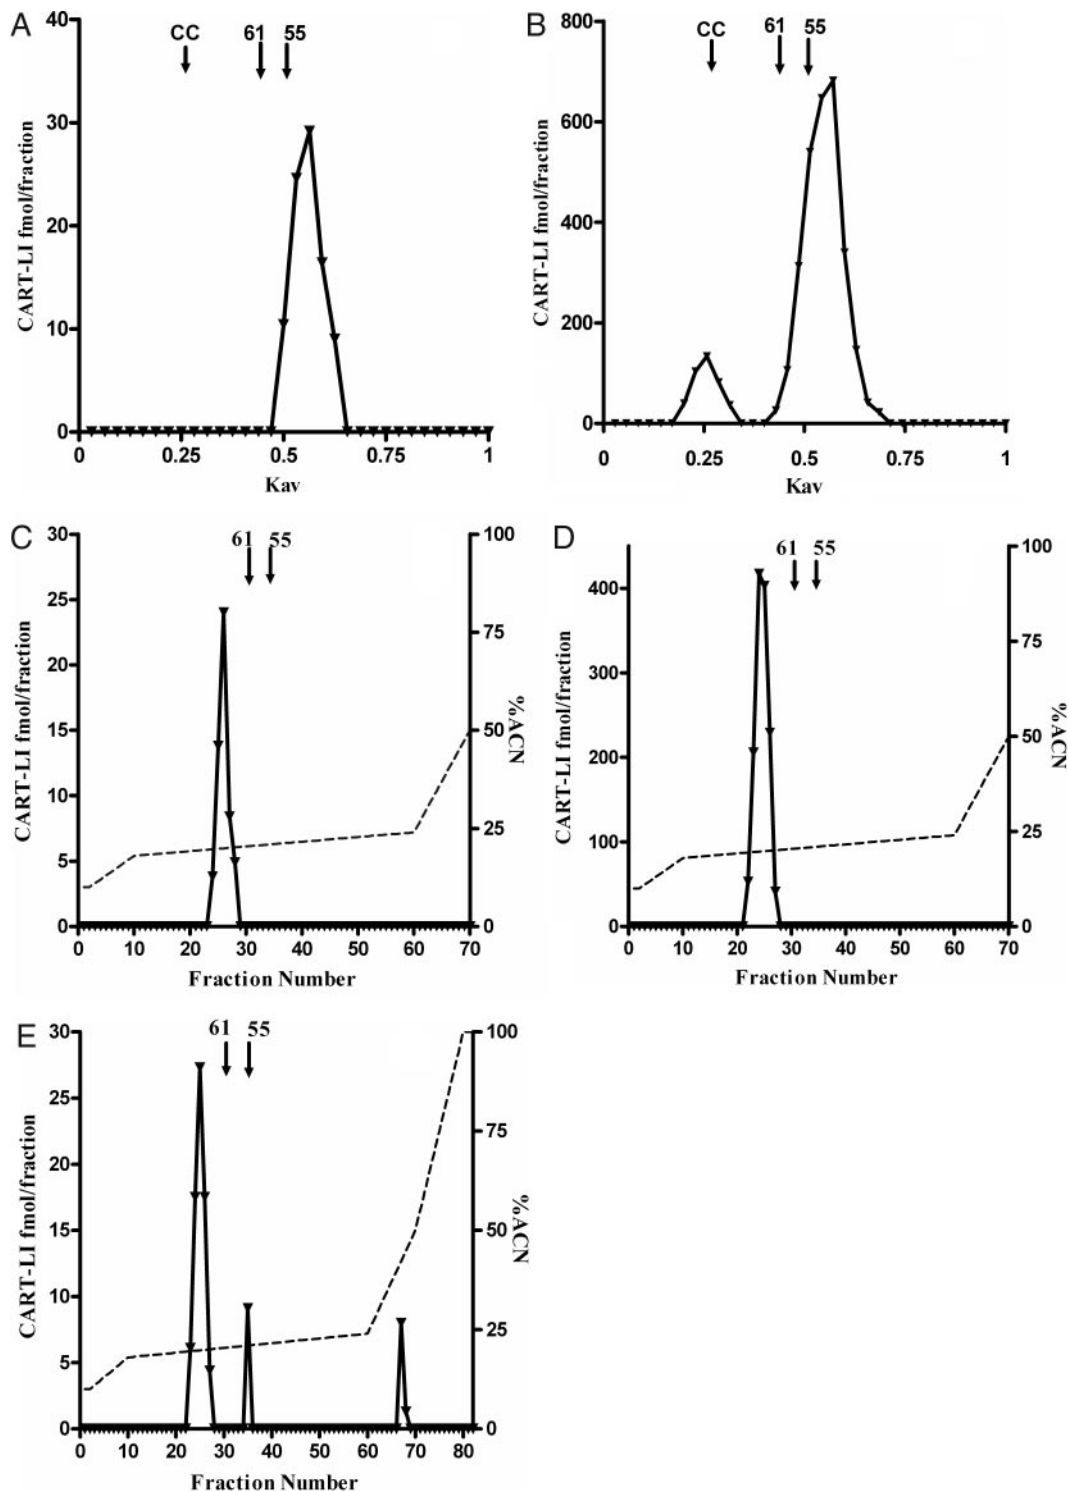 A
CC 61 55
40
30
20
10
0
CART-LI fmol/fraction
0 0.25 0.5 0.75 1
Kav
B
CC 61 55
800
600
400
200
0
CART-LI fmol/fraction
0 0.25 0.5 0.75 1
Kav
C
61 55
30
25
20
15
10
5
0
CART-LI fmol/fraction
100
75
50
25
0
%ACN
0 10 20 30 40 50 60 70
Fraction Number
D
61 55
400
300
200
100
0
CART-LI fmol/fraction
100
75
50
25
0
%ACN
0 10 20 30 40 50 60 70
Fraction Number
E
61 55
30
25
20
15
10
5
0
CART-LI fmol/fraction
100
75
50
25
0
%ACN
0 10 20 30 40 50 60 70 80
Fraction Number